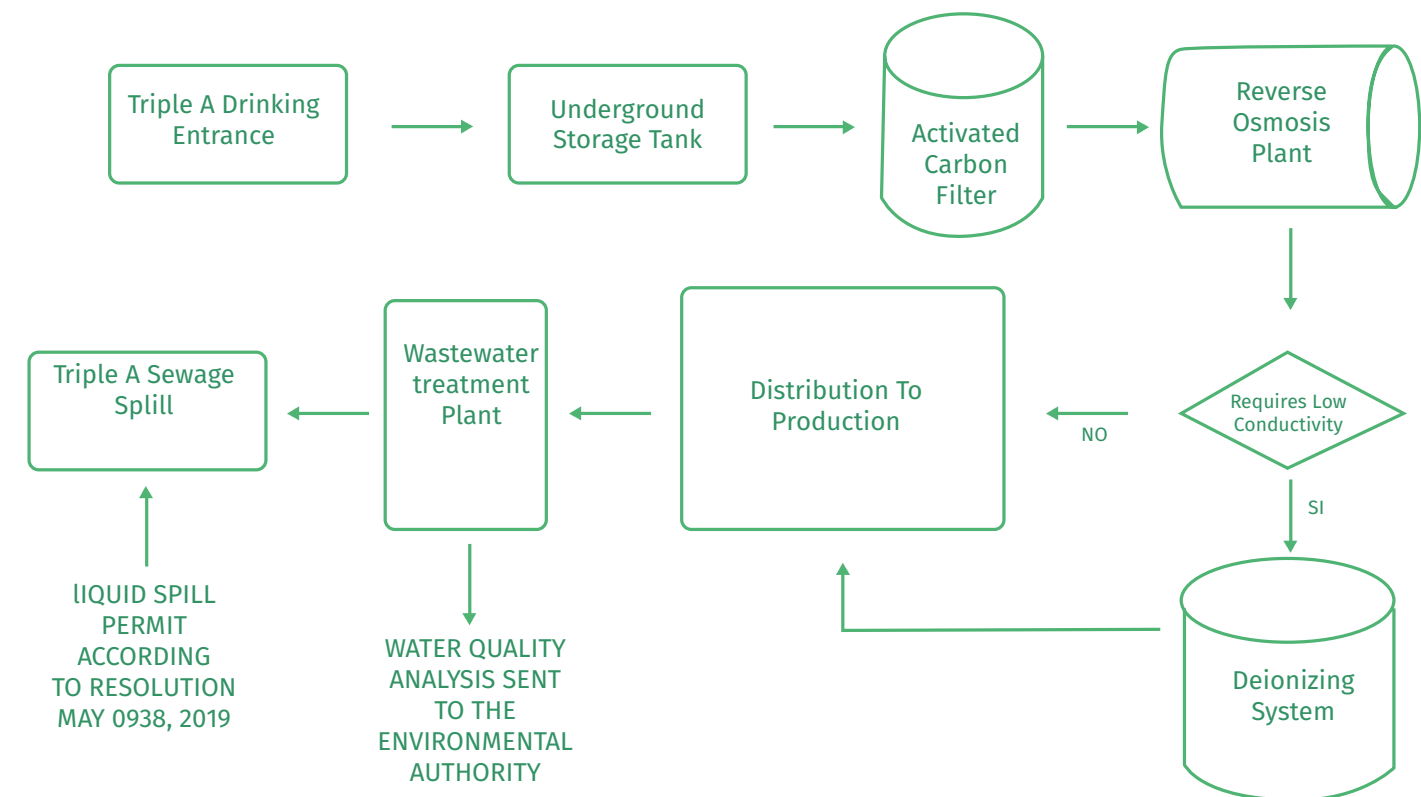 Triple A Drinking
Entrance
Underground
Storage Tank
Activated
Carbon
Filter
Reverse
Osmosis
Plant
Triple A Sewage
Splill
Wastewater
treatment
Plant
Distribution To
Production
NO
Requires Low
Conductivity
SI
lIQUID SPILL
PERMIT
ACCORDING
TO RESOLUTION
MAY 0938, 2019
WATER QUALITY
ANALYSIS SENT
TO THE
ENVIRONMENTAL
AUTHORITY
Deionizing
System